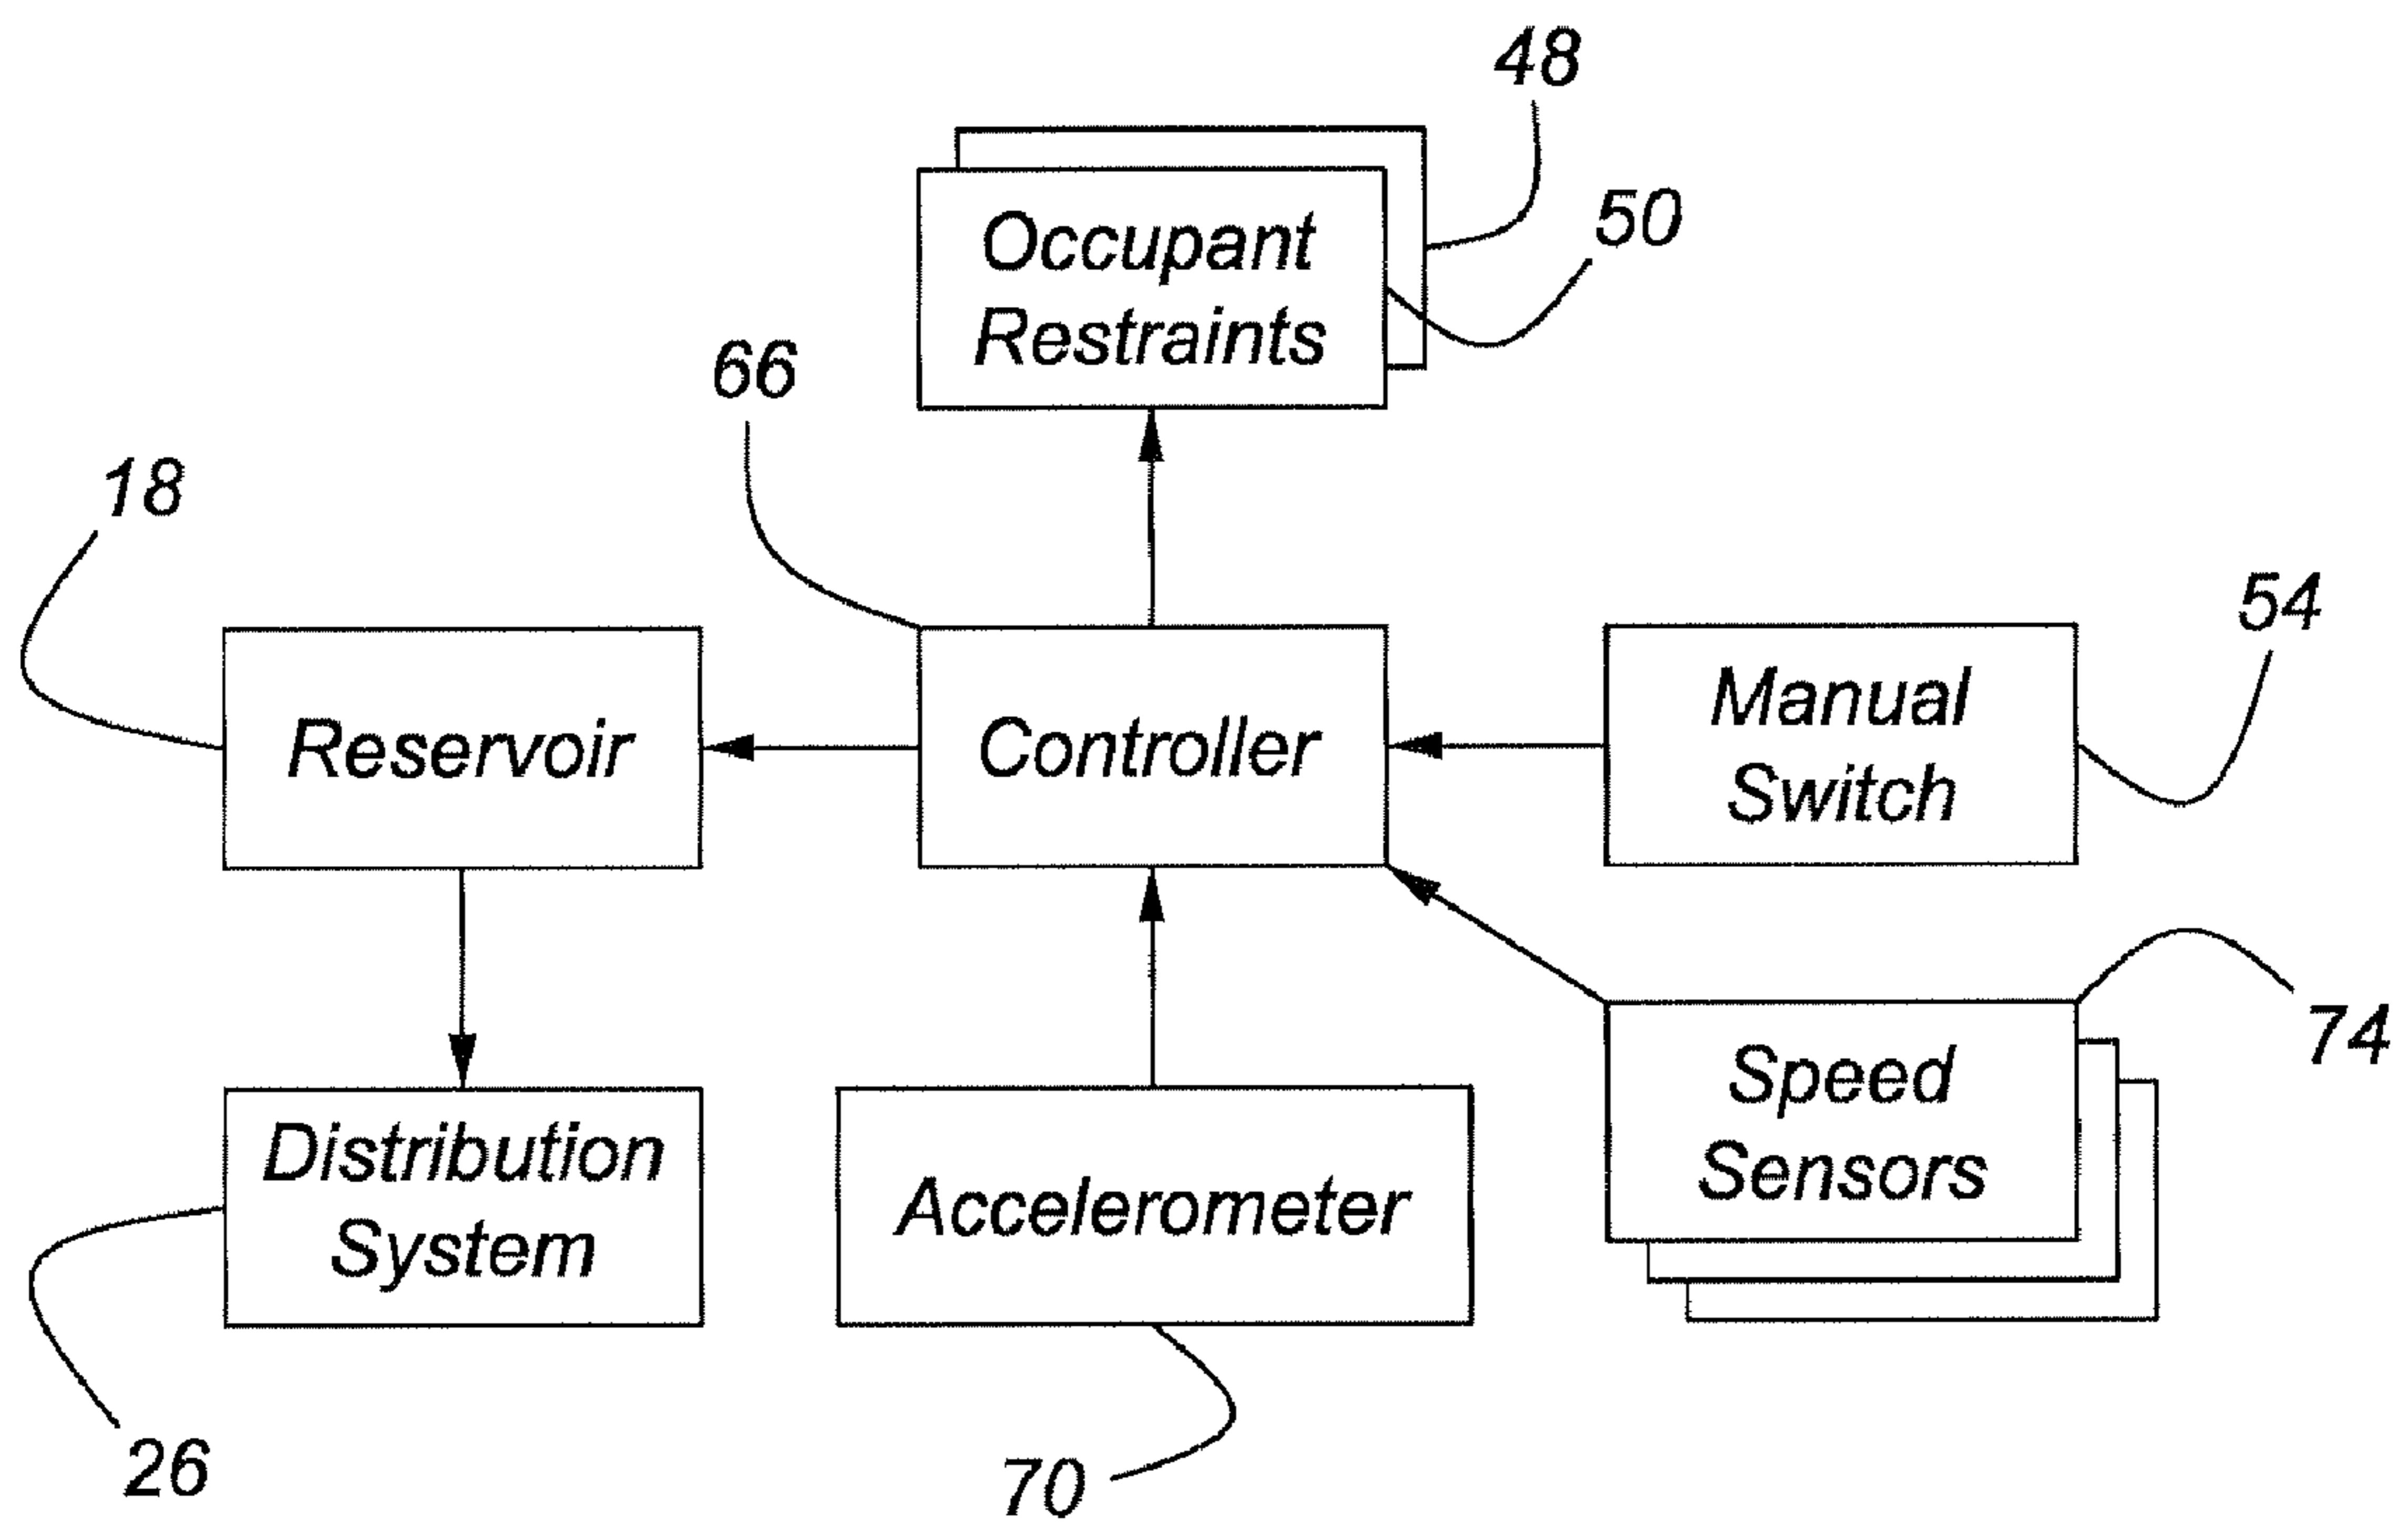 48
Occupant
Restraints
50
66
18
Reservoir
Controller
Manual
Switch
54
Distribution
System
Accelerometer
Speed
Sensors
74
26
70